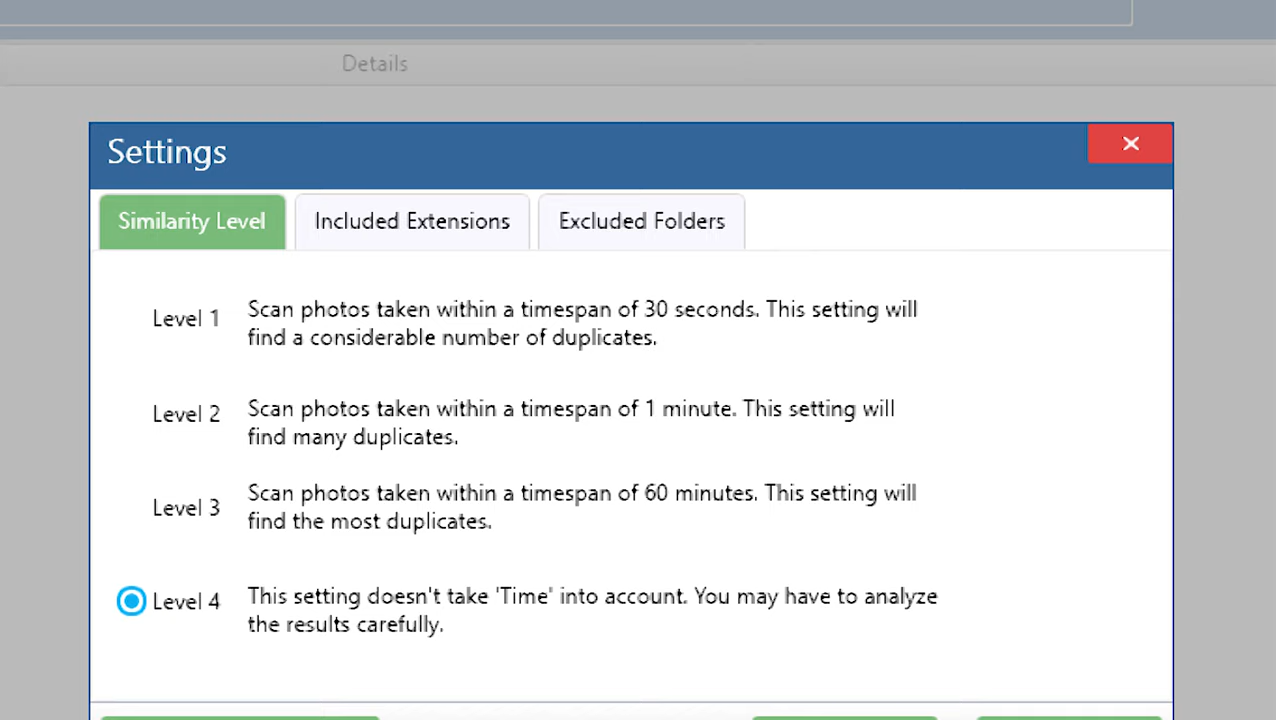 Details
Settings
Similarity Level
Included Extensions
Excluded Folders
Level 1
Scan photos taken within a timespan of 30 seconds. This setting will
find a considerable number of duplicates.
Level 2
Scan photos taken within a timespan of 1 minute. This setting will
find many duplicates.
Level 3
Scan photos taken within a timespan of 60 minutes. This setting will
find the most duplicates.
Level 4
This setting doesn't take 'Time' into account. You may have to analyze
the results carefully.